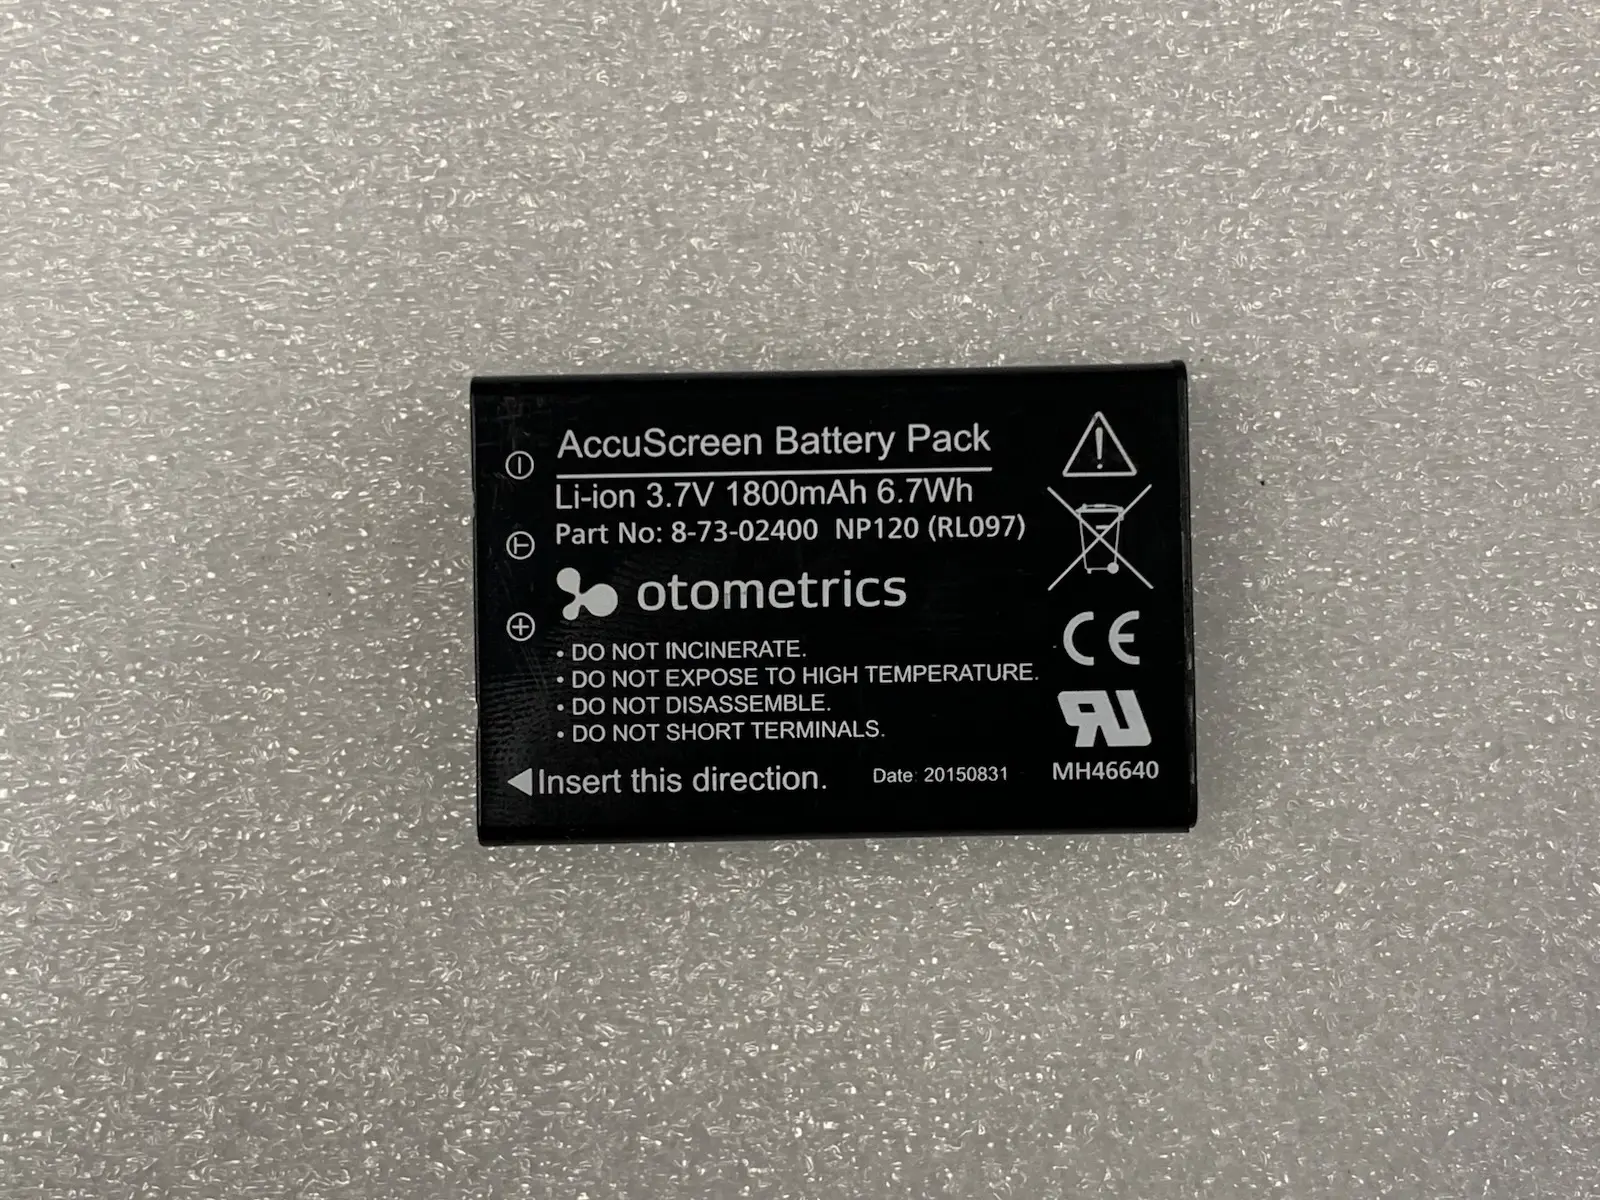 AccuScreen Battery Pack
Li-ion 3.7V 1800mAh 6.7Wh
Part No: 8-73-02400 NP120 (RL097)
otometrics
• DO NOT INCINERATE.
• DO NOT EXPOSE TO HIGH TEMPERATURE.
• DO NOT DISASSEMBLE.
• DO NOT SHORT TERMINALS.
◀Insert this direction.
Date: 20150831
CE
MH46640